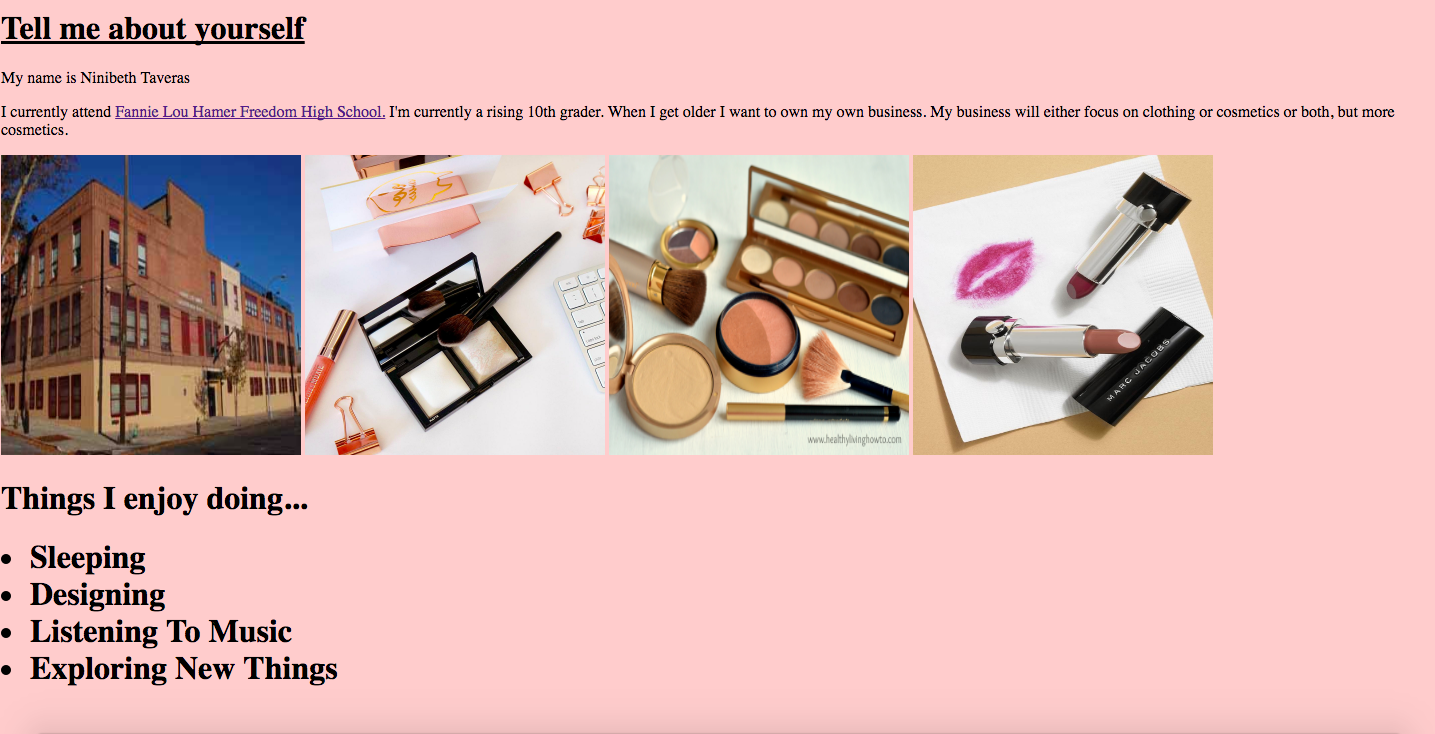 Tell me about yourself
My name is Ninibeth Taveras
I currently attend Fannie Lou Hamer Freedom High School. I'm currently a rising 10th grader. When I get older I want to own my own business. My business will either focus on clothing or cosmetics or both, but more
cosmetics.
www.healthylivinghowto.com
MARC JACOBS
Things I enjoy doing...
• Sleeping
• Designing
• Listening To Music
• Exploring New Things